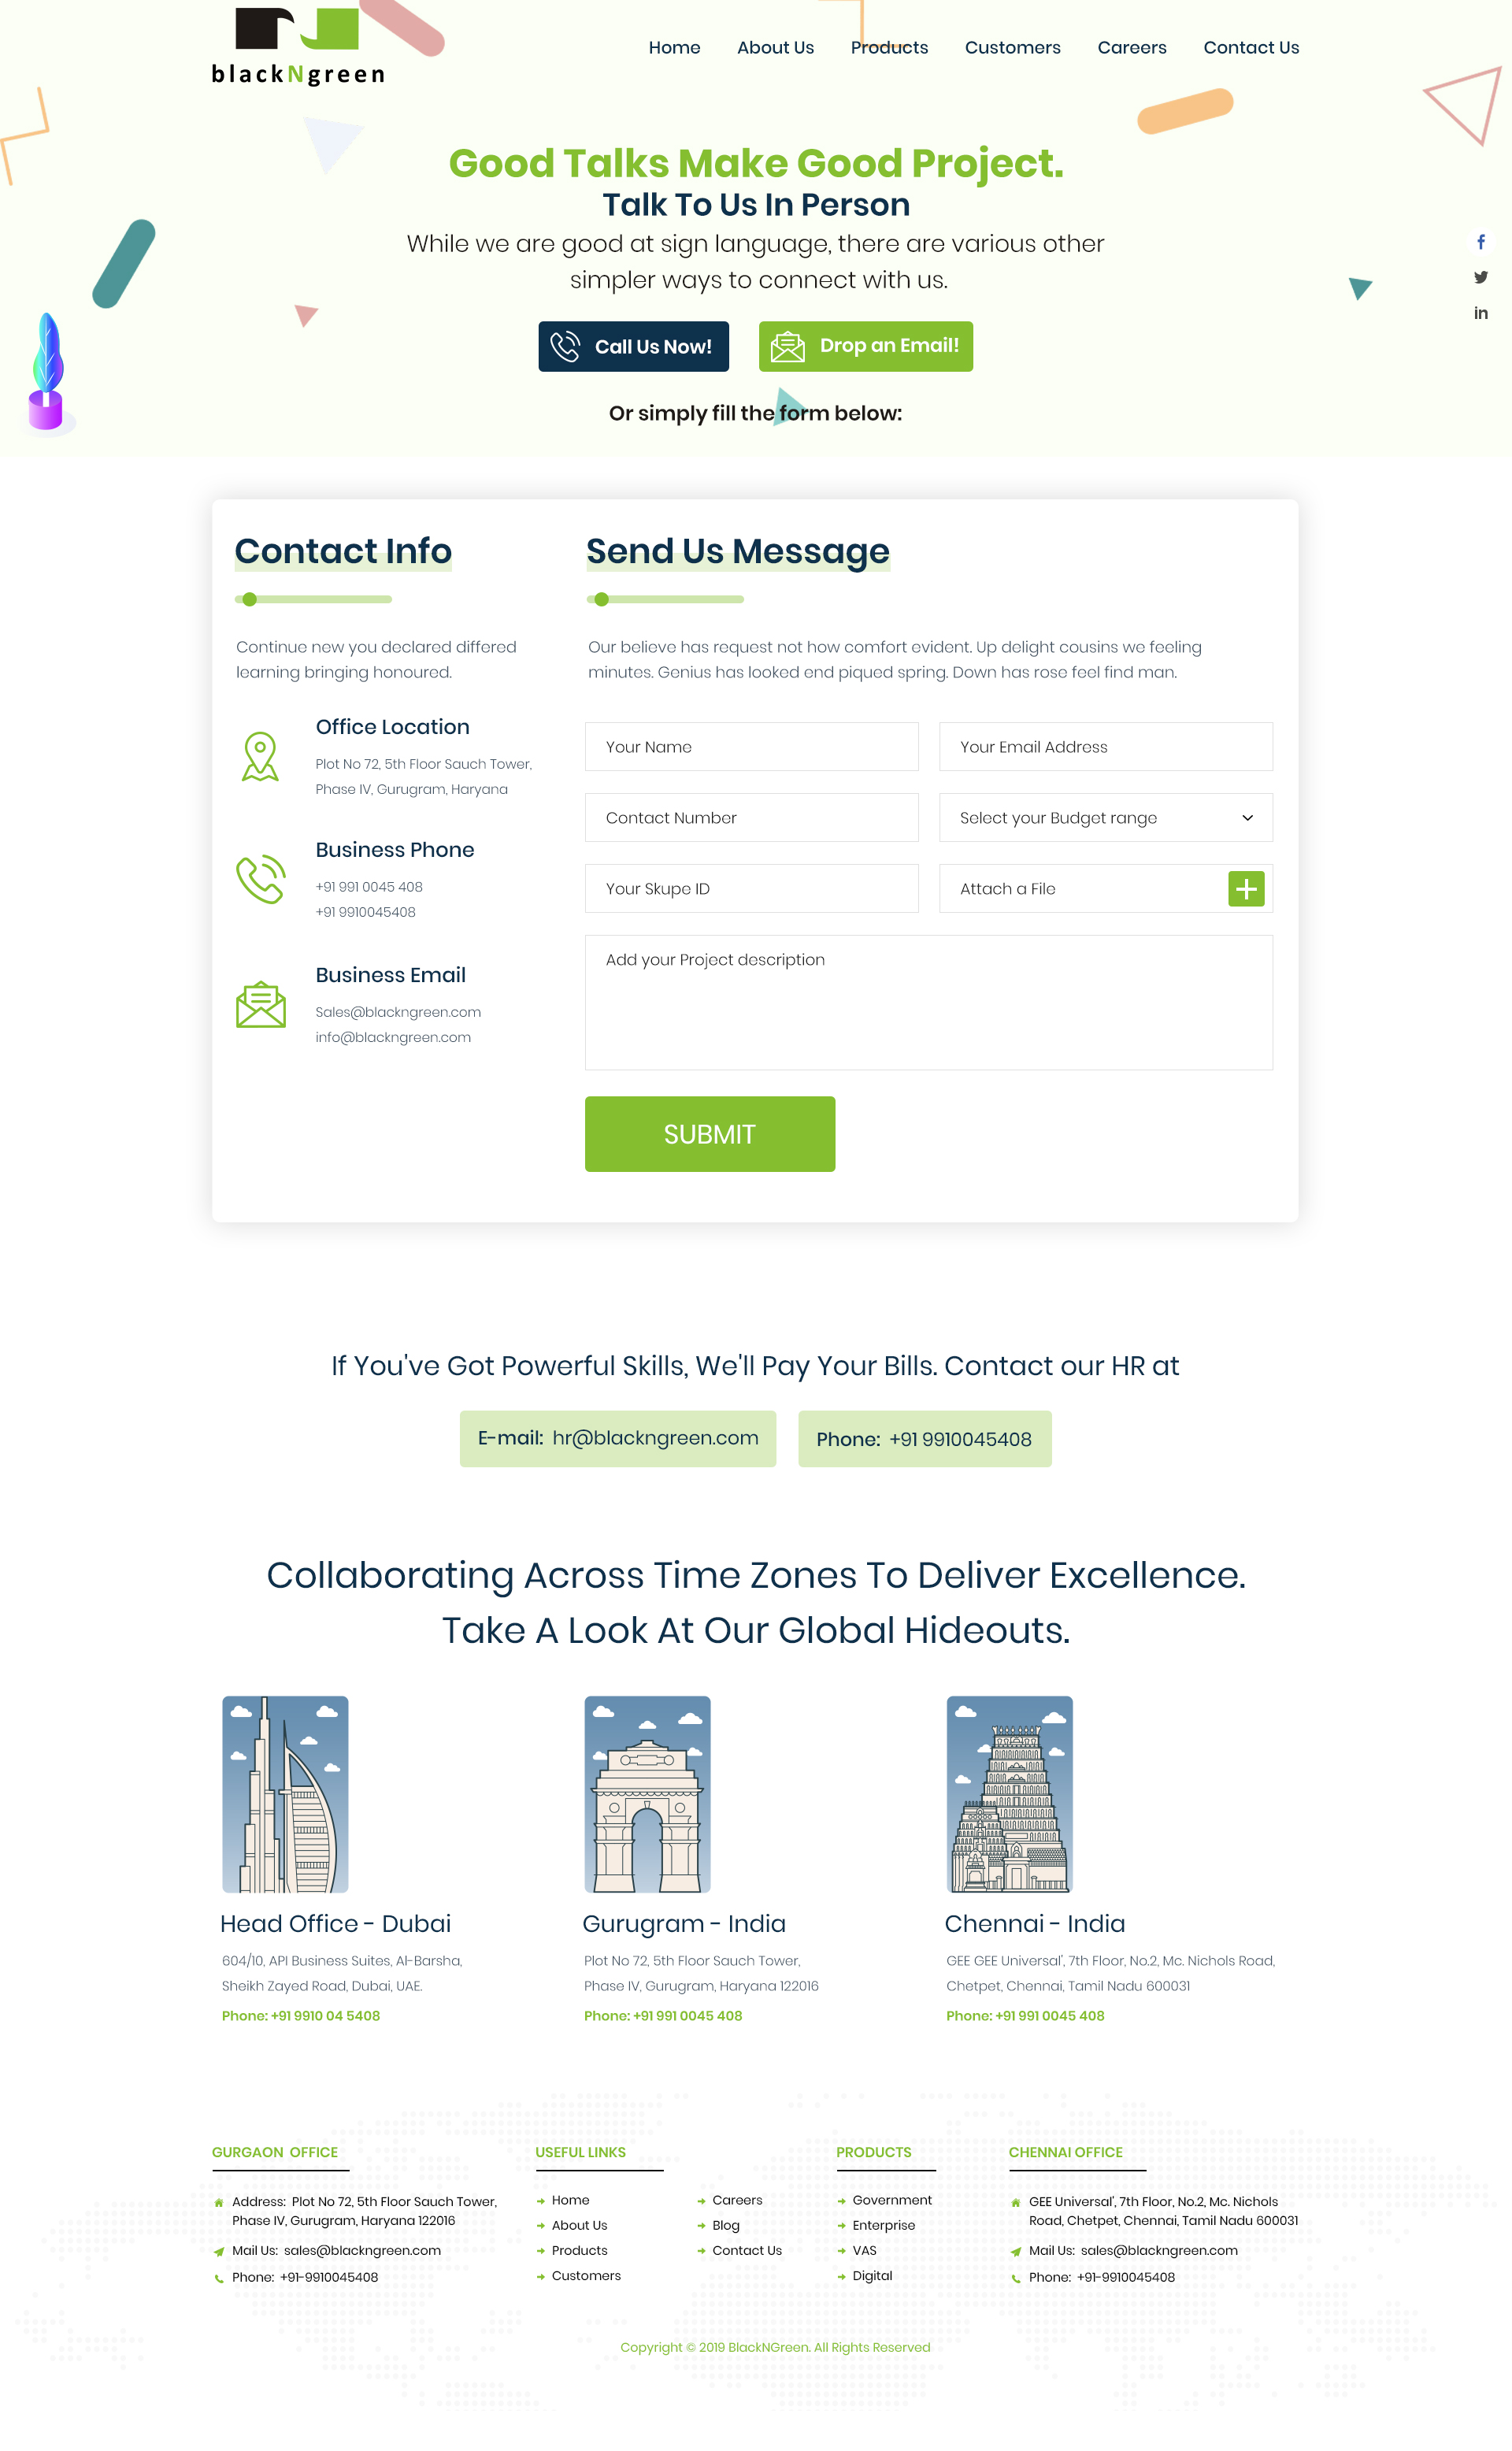 blackNgreen
Home About Us Products Customers Careers Contact Us
Good Talks Make Good Project.
Talk To Us In Person
While we are good at sign language, there are various other
simpler ways to connect with us.
Call Us Now!
Drop an Email!
Or simply fill the form below:
f
in
Contact Info
Continue new you declared differed
learning bringing honoured.
Office Location
Plot No 72, 5th Floor Sauch Tower,
Phase IV, Gurugram, Haryana
Business Phone
+91 991 0045 408
+91 9910045408
Business Email
Sales@blackngreen.com
info@blackngreen.com
Send Us Message
Our believe has request not how comfort evident. Up delight cousins we feeling
minutes. Genius has looked end piqued spring. Down has rose feel find man.
Your Name
Your Email Address
Contact Number
Select your Budget range
Your Skupe ID
Attach a File
Add your Project description
SUBMIT
If You've Got Powerful Skills, We'll Pay Your Bills. Contact our HR at
E-mail: hr@blackngreen.com
Phone: +91 9910045408
Collaborating Across Time Zones To Deliver Excellence.
Take A Look At Our Global Hideouts.
Head Office - Dubai
604/10, API Business Suites, Al-Barsha,
Sheikh Zayed Road, Dubai, UAE.
Phone: +91 9910 04 5408
Gurugram - India
Plot No 72, 5th Floor Sauch Tower,
Phase IV, Gurugram, Haryana 122016
Phone: +91 991 0045 408
Chennai - India
GEE GEE Universal', 7th Floor, No.2, Mc. Nichols Road,
Chetpet, Chennai, Tamil Nadu 600031
Phone: +91 991 0045 408
GURGAON OFFICE
Address: Plot No 72, 5th Floor Sauch Tower,
Phase IV, Gurugram, Haryana 122016
Mail Us: sales@blackngreen.com
Phone: +91-9910045408
USEFUL LINKS
Home
About Us
Products
Customers
Careers
Blog
Contact Us
PRODUCTS
Government
Enterprise
VAS
Digital
CHENNAI OFFICE
GEE Universal', 7th Floor, No.2, Mc. Nichols
Road, Chetpet, Chennai, Tamil Nadu 600031
Mail Us: sales@blackngreen.com
Phone: +91-9910045408
Copyright © 2019 BlackNGreen. All Rights Reserved